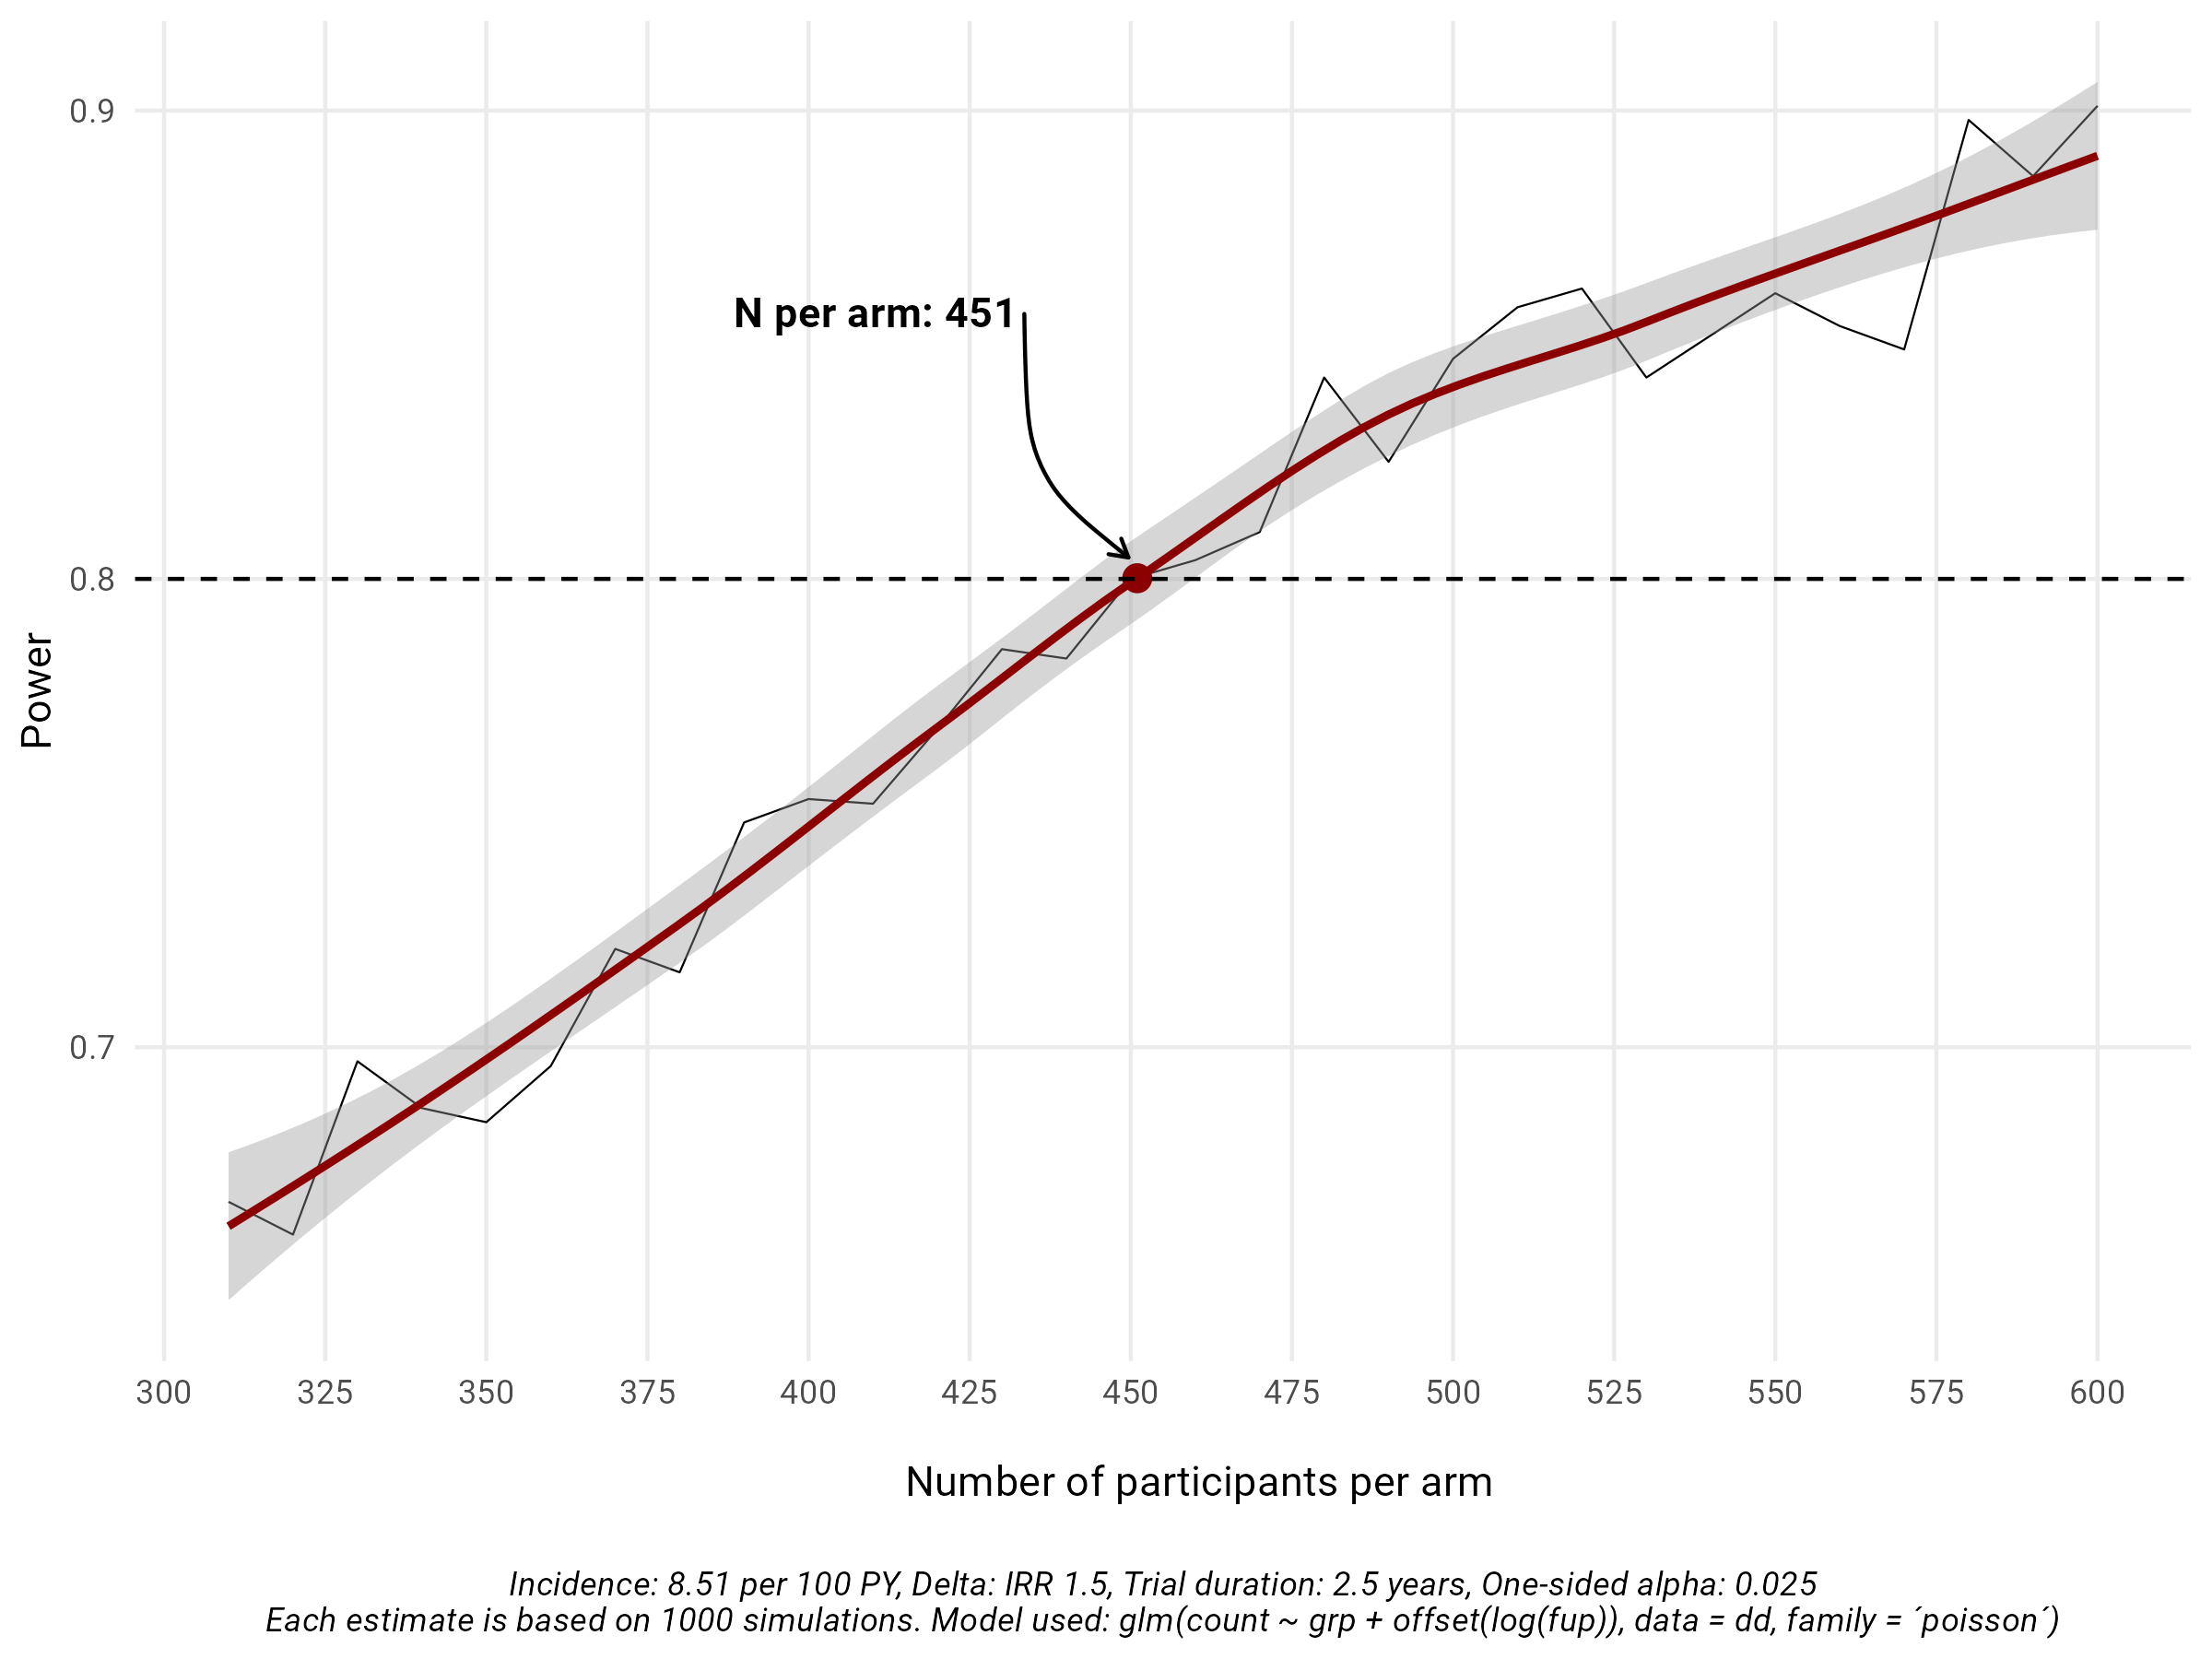 0.9
N per arm: 451
0.8
Power
0.7
300 325 350 375 400 425 450 475 500 525 550 575 600
Number of participants per arm
Incidence: 8.51 per 100 PY, Delta: IRR 1.5, Trial duration: 2.5 years, One-sided alpha: 0.025
Each estimate is based on 1000 simulations. Model used: glm(count ~ grp + offset(log(fup)), data = dd, family = ´poisson´)